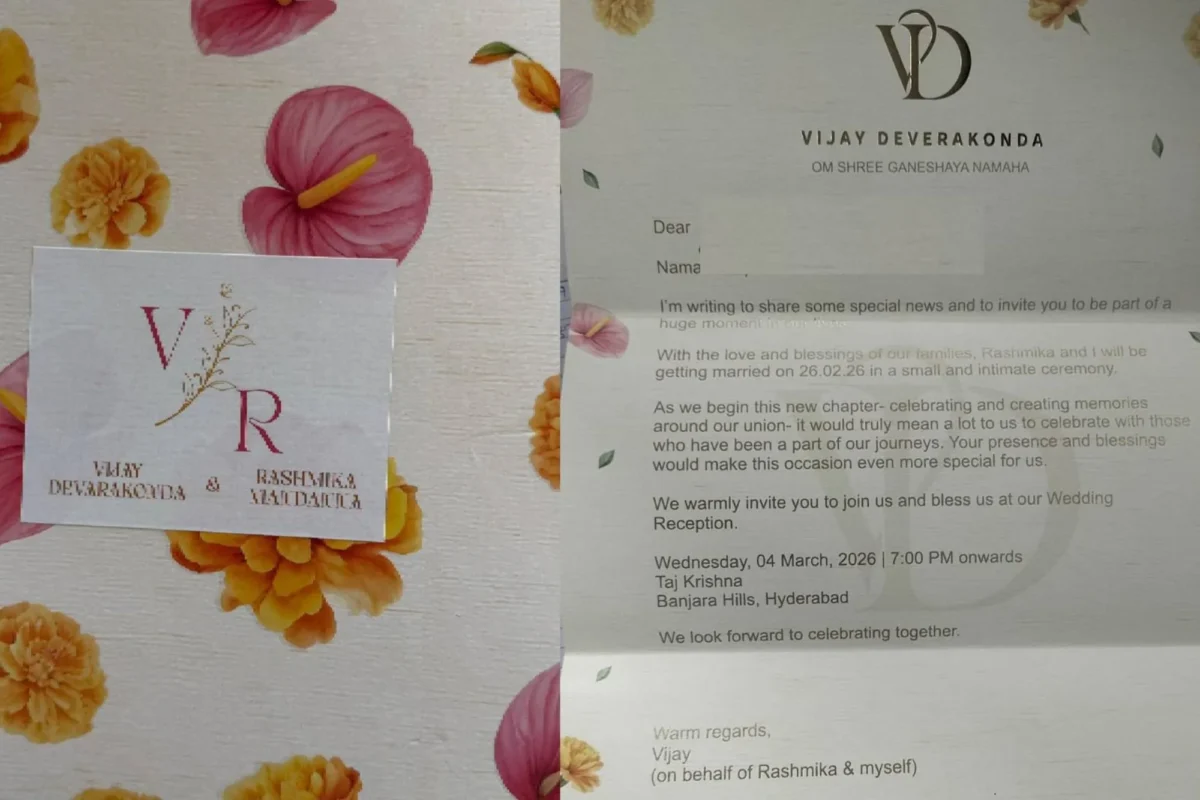 V
&
R
VIJAY
DEVARAKONDA
&
RASHMIKA
MANDANNA
VD
VIJAY DEVERAKONDA
OM SHREE GANESHAYA NAMAHA
Dear
Nama
I'm writing to share some special news and to invite you to be part of a
huge moment in
With the love and blessings of our families, Rashmika and I will be
getting married on 26.02.26 in a small and intimate ceremony.
As we begin this new chapter- celebrating and creating memories
around our union- it would truly mean a lot to us to celebrate with those
who have been a part of our journeys. Your presence and blessings
would make this occasion even more special for us.
We warmly invite you to join us and bless us at our Wedding
Reception.
Wednesday, 04 March, 2026 | 7:00 PM onwards
Taj Krishna
Banjara Hills, Hyderabad
We look forward to celebrating together.
Warm regards,
Vijay
(on behalf of Rashmika & myself)